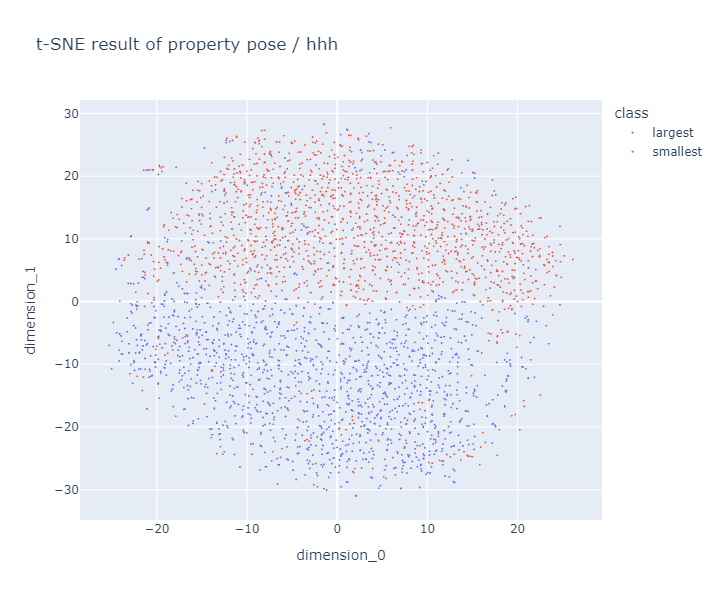 t-SNE result of property pose / hhh
class
largest
smallest
dimension_1
30
20
10
0
−10
−20
−30
−20
−10
0
10
20
dimension_0